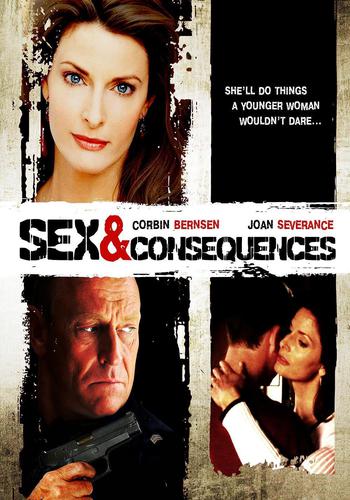 SHE'LL DO THINGS
A YOUNGER WOMAN
WOULDN'T DARE...
CORBIN BERNSEN JOAN SEVERANCE
SEX & CONSEQUENCES